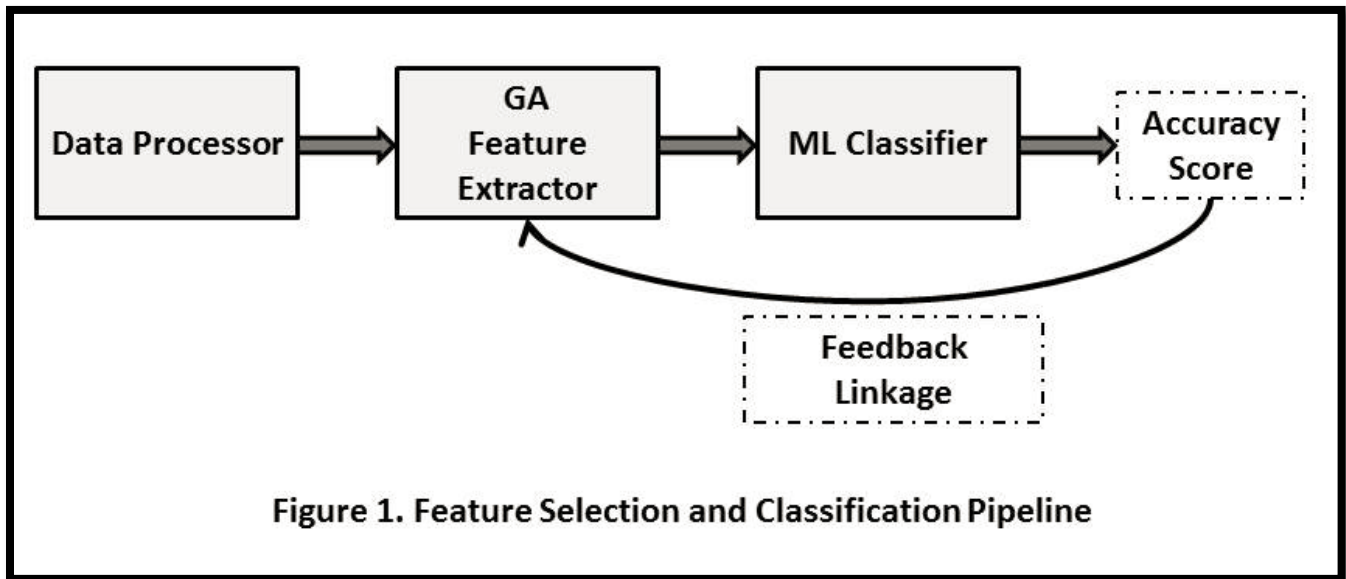 Data Processor
GA
Feature
Extractor
ML Classifier
Accuracy
Score
Feedback
Linkage
Figure 1. Feature Selection and Classification Pipeline